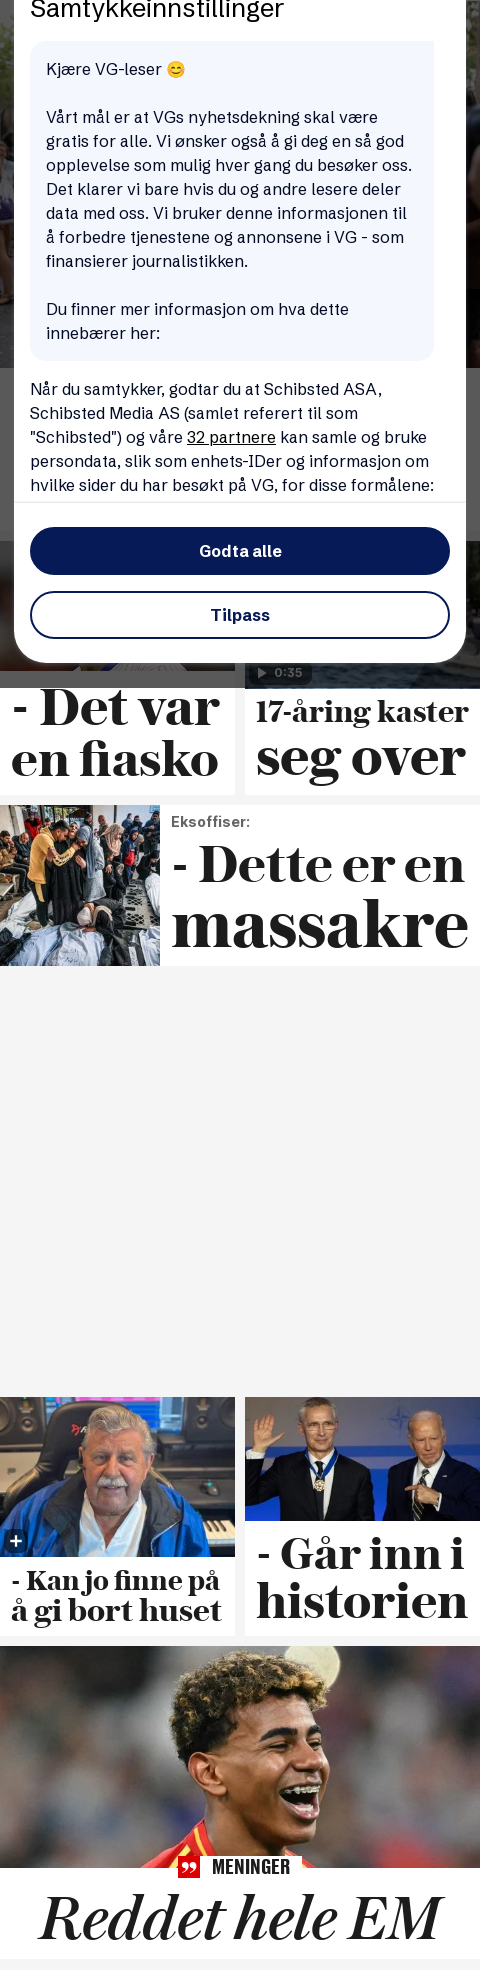 Samtykkeinnstillinger
Kjære VG-leser 😊
Vårt mål er at VGs nyhetsdekning skal være
gratis for alle. Vi ønsker også å gi deg en så god
opplevelse som mulig hver gang du besøker oss.
Det klarer vi bare hvis du og andre lesere deler
data med oss. Vi bruker denne informasjonen til
å forbedre tjenestene og annonsene i VG - som
finansierer journalistikken.
Du finner mer informasjon om hva dette
innebærer her:
Når du samtykker, godtar du at Schibsted ASA,
Schibsted Media AS (samlet referert til som
"Schibsted") og våre 32 partnere kan samle og bruke
persondata, slik som enhets-IDer og informasjon om
hvilke sider du har besøkt på VG, for disse formålene:
Godta alle
Tilpass
0:35
- Det var
en fiasko
17-åring kaster
seg over
Eksoffiser:
- Dette er en
massakre
- Kan jo finne på
å gi bort huset
- Går inn i
historien
MENINGER
Reddet hele EM